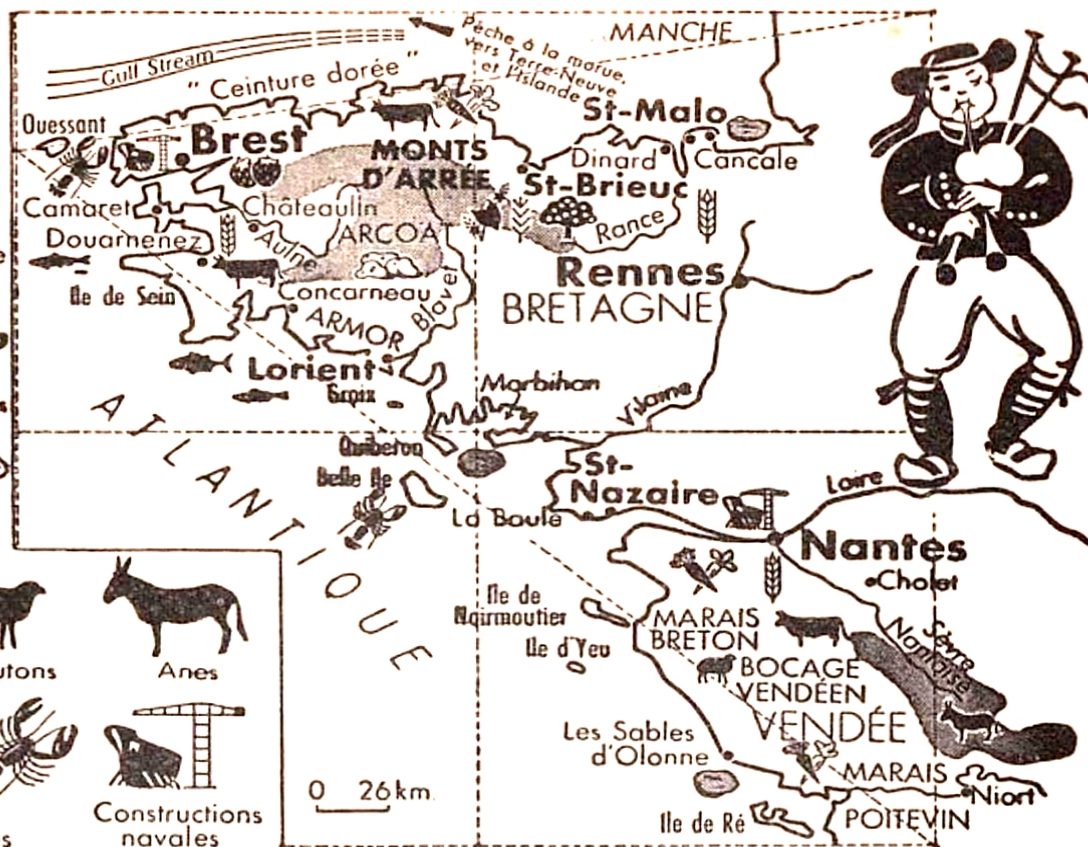 MANCHE
Pêche à la morue,
vers Terre-Neuve
et l'Islande
Gulf Stream
" Ceinture dorée "
Ouessant
Brest
St-Malo
MONTS
D'ARRÉE
Dinard
Cancale
St-Brieuc
Camaret
Châteaulin
Rance
Douarnenez
Aulne
ARCOAT
Ile de Sein
Rennes
BRETAGNE
Concarneau
Blavet
ARMOR
Lorient
Groix
Morbihan
Vilaine
ATLANTIQUE
Quiberon
Belle Ile
St-
Nazaire
Loire
La Baule
Nantes
Cholet
Ile de
Noirmoutier
MARAIS
BRETON
Ile d'Yeu
Sèvre
Nantaise
BOCAGE
VENDÉEN
VENDÉE
utons
Anes
Les Sables
d'Olonne
MARAIS
POITEVIN
Niort
Ile de Ré
0 26 km.
Constructions
navales
s